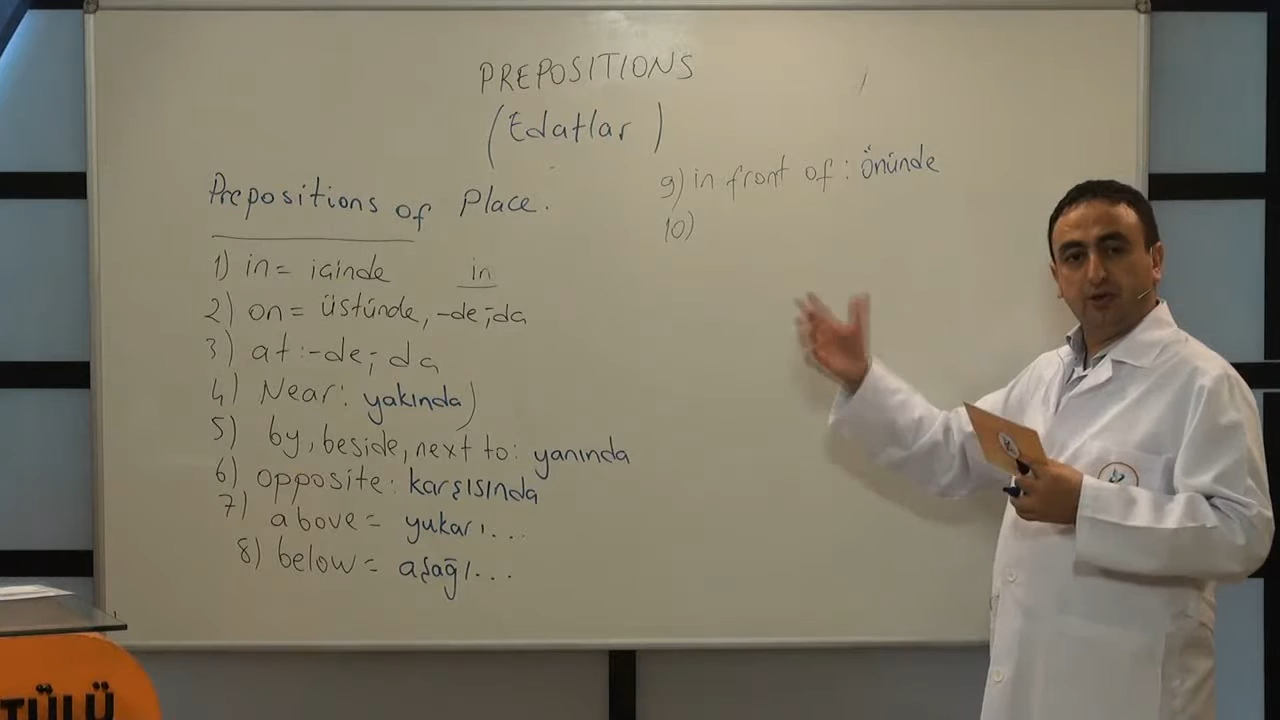 PREPOSITIONS
(Edatlar)
Prepositions of Place.
1) in = içinde in
2) on = üstünde, -de, -da
3) at : -de, -da
4) Near : yakında)
5) by, beside, next to : yanında
6) opposite : karşısında
7) above = yukarı...
8) below = aşağı...
9) in front of : önünde
10)
TÜLÜ